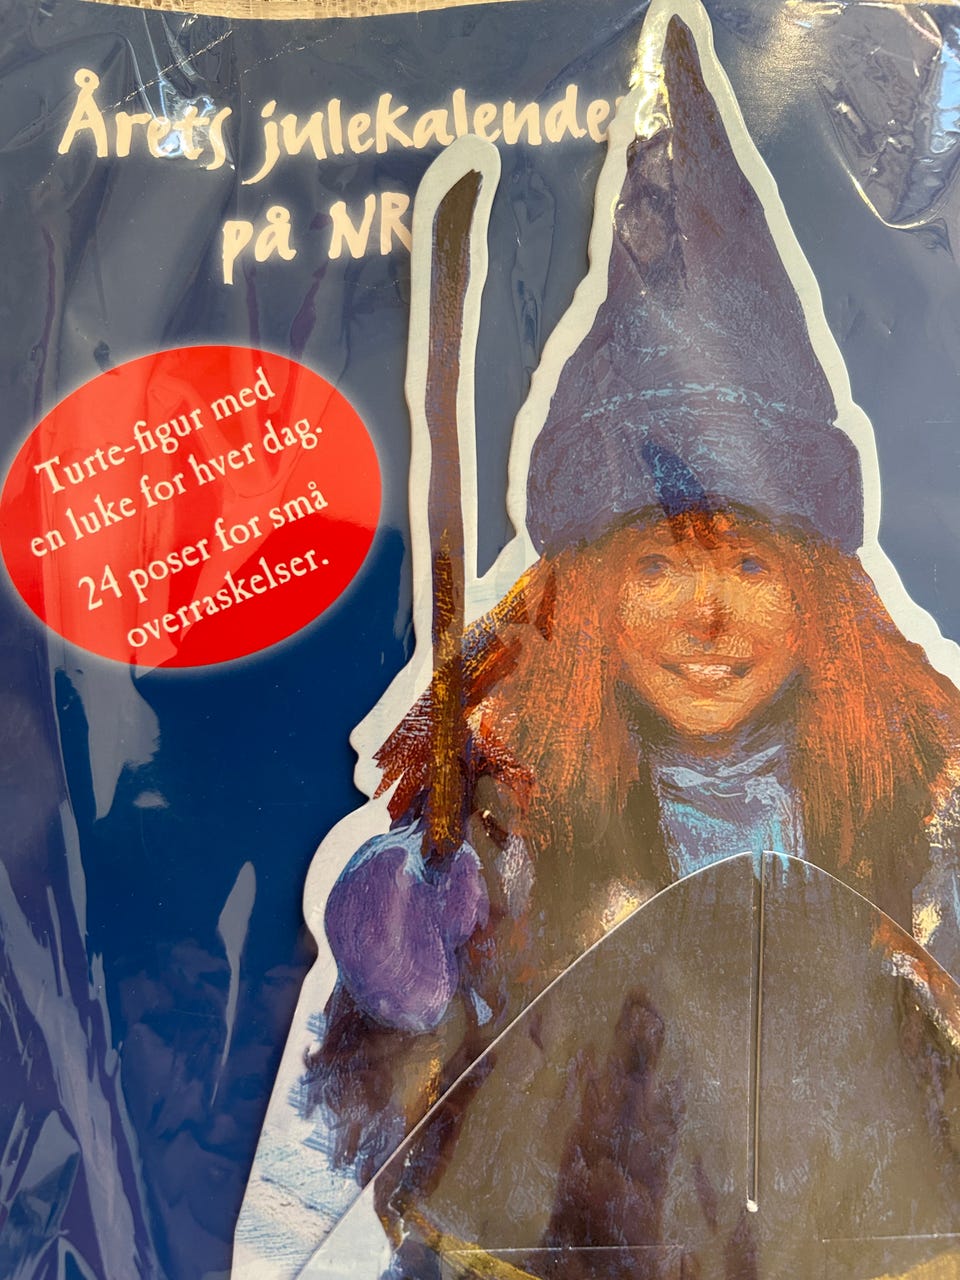 Årets julekalende
på NR
Turte-figur med
en luke for hver dag.
24 poser for små
overraskelser.